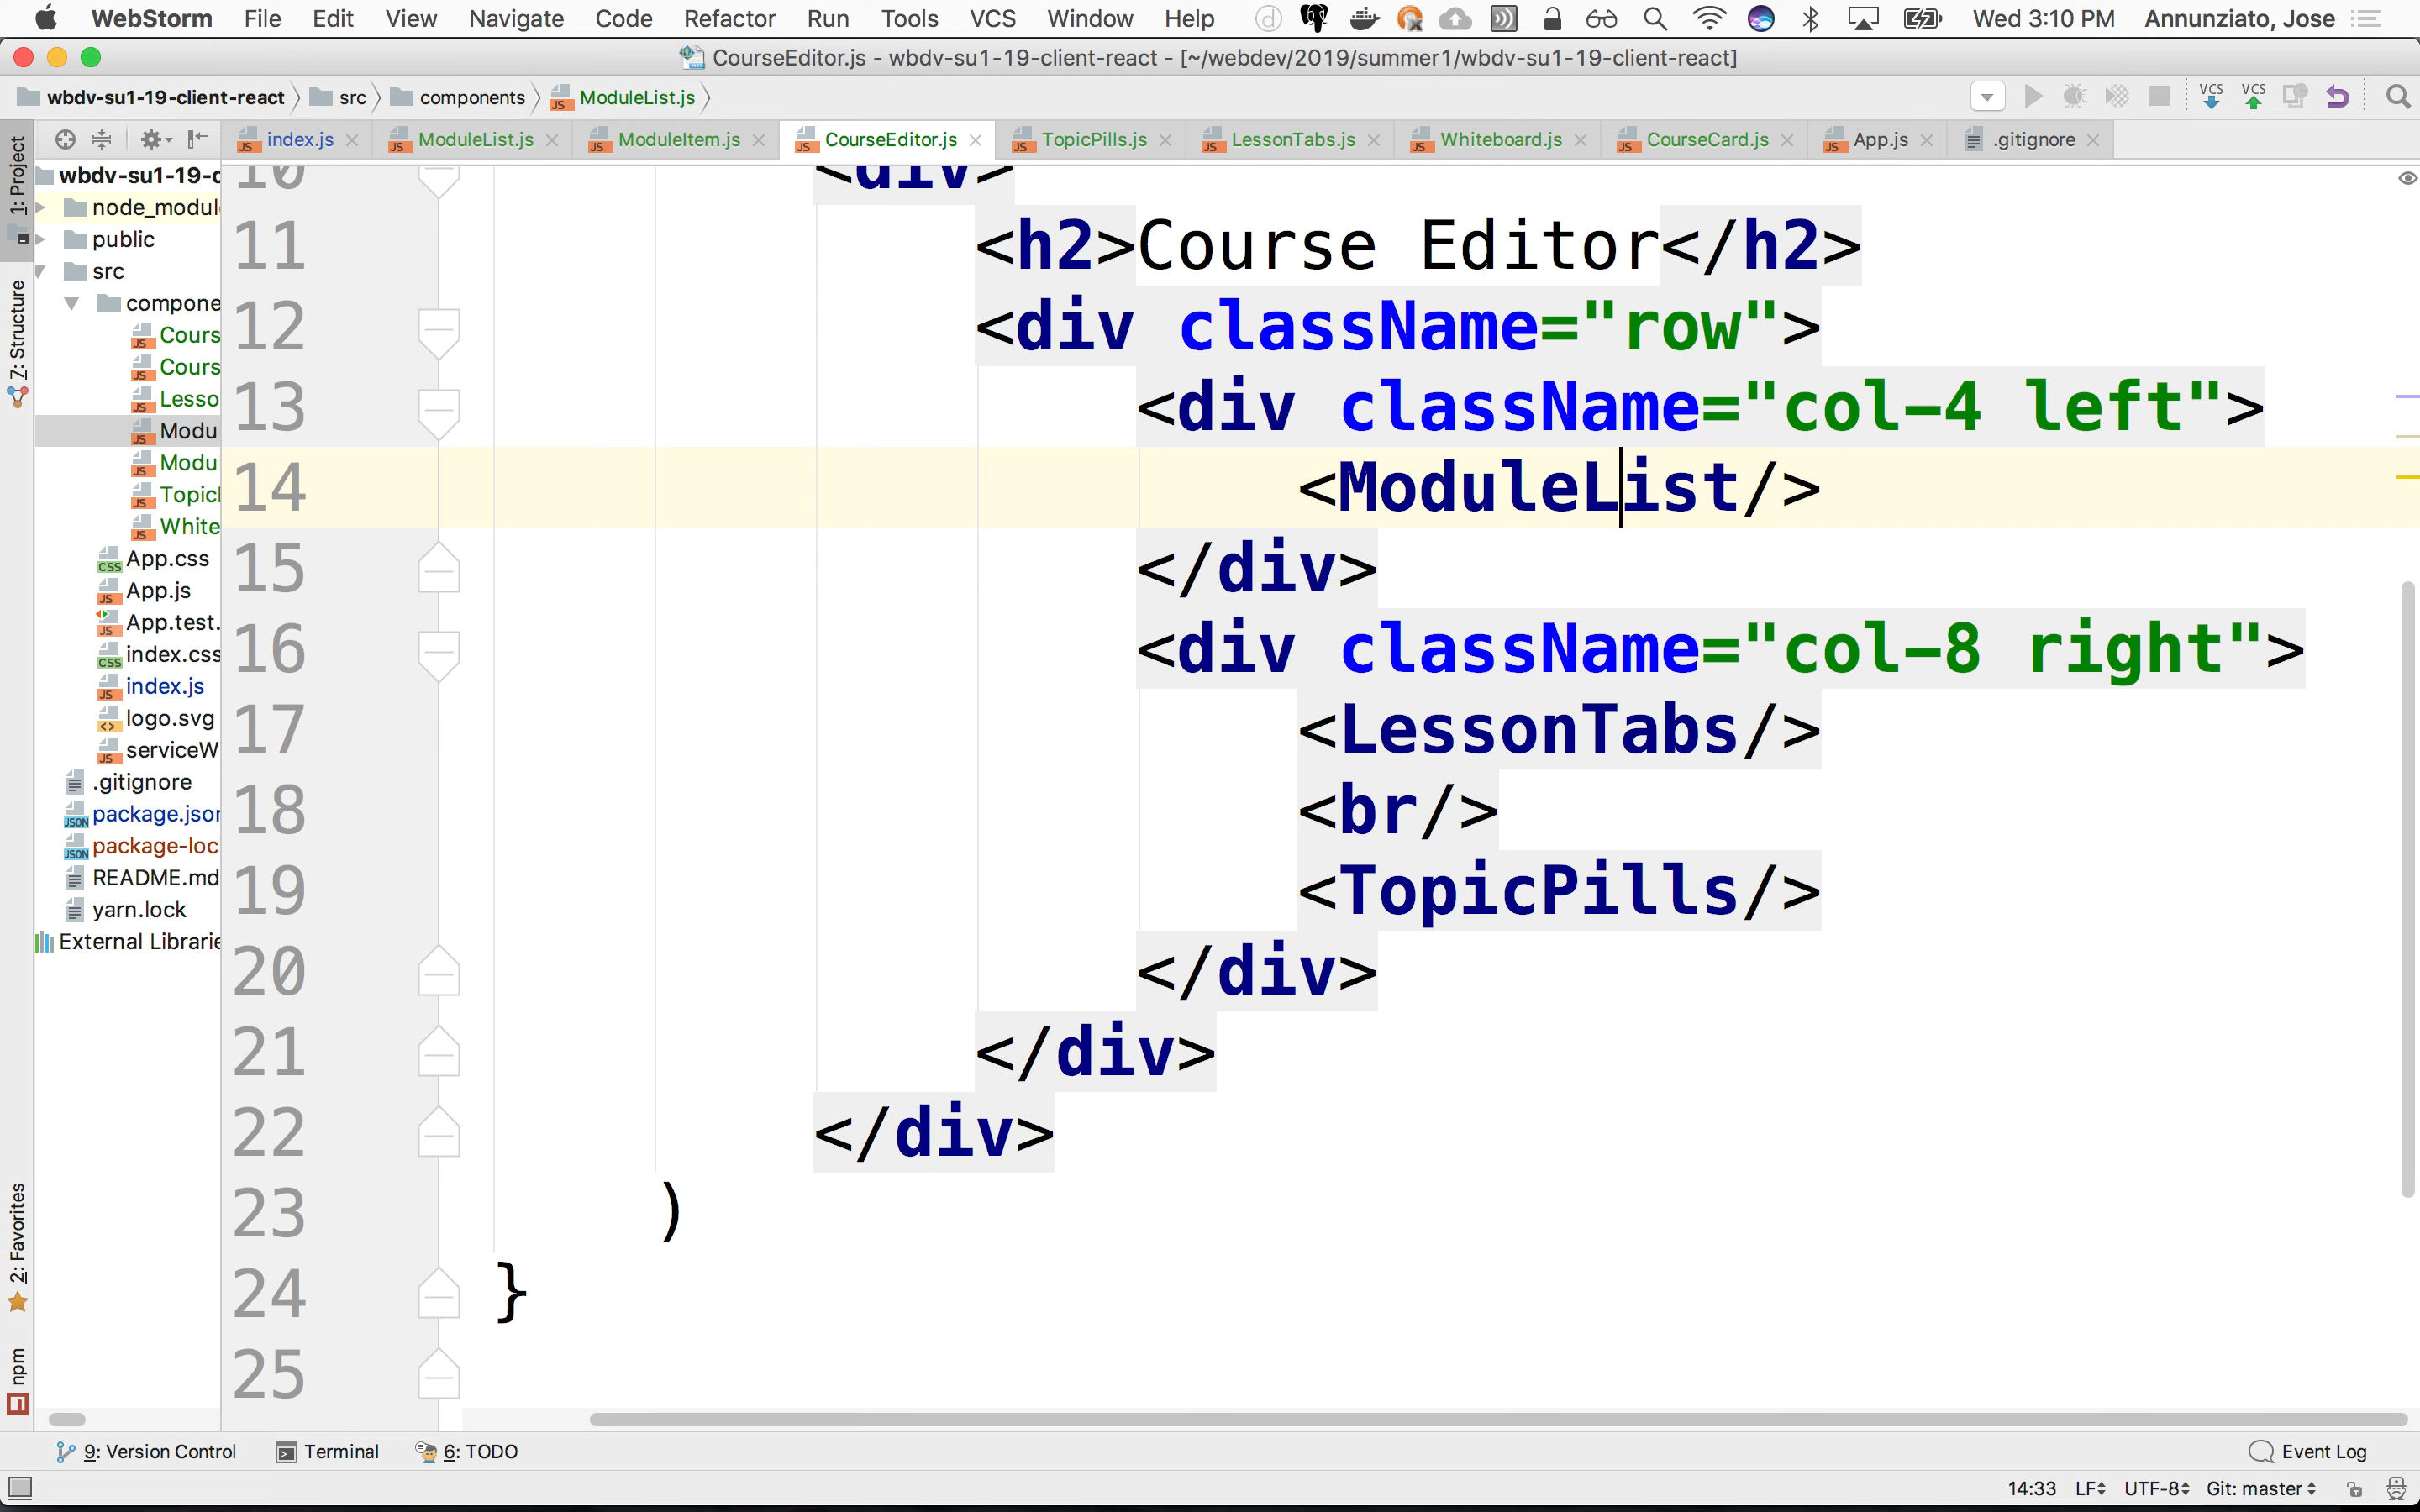 WebStorm File Edit View Navigate Code Refactor Run Tools VCS Window Help Wed 3:10 PM Annunziato, Jose
CourseEditor.js - wbdv-su1-19-client-react - [~/webdev/2019/summer1/wbdv-su1-19-client-react]
wbdv-su1-19-client-react src components ModuleList.js VCS VCS
index.js ModuleList.js ModuleItem.js CourseEditor.js TopicPills.js LessonTabs.js Whiteboard.js CourseCard.js App.js .gitignore
1: Project
7: Structure
2: Favorites
npm
wbdv-su1-19-c
node_modul
public
src
compone
Cours
Cours
Lesso
Modu
Modu
Topic
White
App.css
App.js
App.test.
index.css
index.js
logo.svg
serviceW
.gitignore
package.jsor
package-loc
README.md
yarn.lock
External Librarie
10 <div>
11 <h2>Course Editor</h2>
12 <div className="row">
13 <div className="col-4 left">
14 <ModuleList/>
15 </div>
16 <div className="col-8 right">
17 <LessonTabs/>
18 <br/>
19 <TopicPills/>
20 </div>
21 </div>
22 </div>
23 )
24 }
25
9: Version Control Terminal 6: TODO Event Log
14:33 LF UTF-8 Git: master